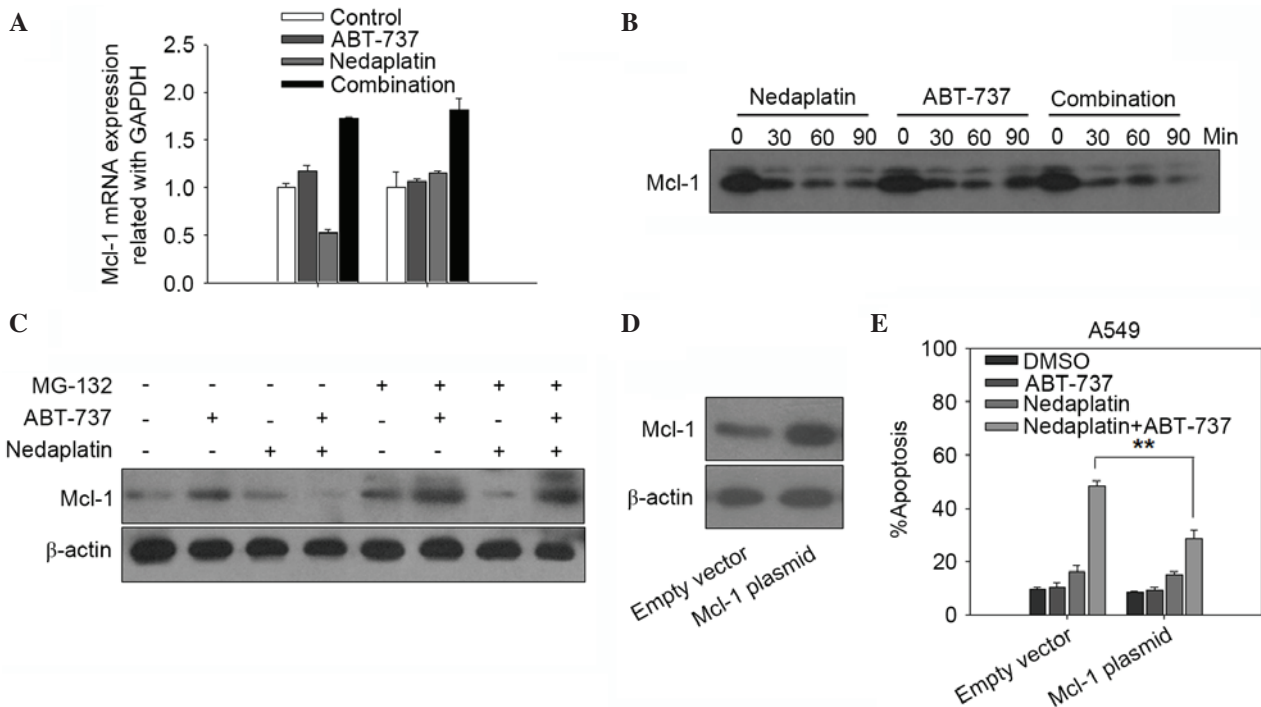 A
Mcl-1 mRNA expression
related with GAPDH
2.5
2.0
1.5
1.0
0.5
0.0
Control
ABT-737
Nedaplatin
Combination
B
Nedaplatin ABT-737 Combination
0 30 60 90 0 30 60 90 0 30 60 90 Min
Mcl-1
C
MG-132 - - - - + + + +
ABT-737 - + - + - + - +
Nedaplatin - - + + - - + +
Mcl-1
β-actin
D
Mcl-1
β-actin
Empty vector
Mcl-1 plasmid
E
A549
%Apoptosis
100
80
60
40
20
0
DMSO
ABT-737
Nedaplatin
Nedaplatin+ABT-737
**
Empty vector
Mcl-1 plasmid